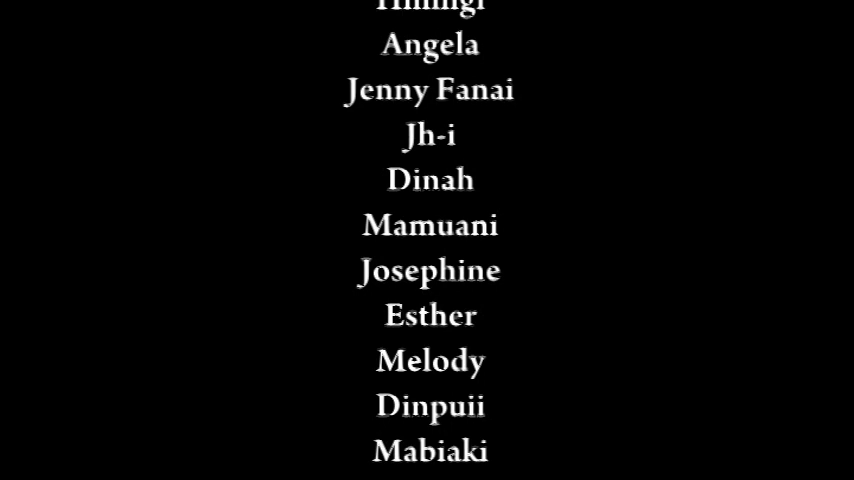 Angela
Jenny Fanai
Jh-i
Dinah
Mamuani
Josephine
Esther
Melody
Dinpuii
Mabiaki